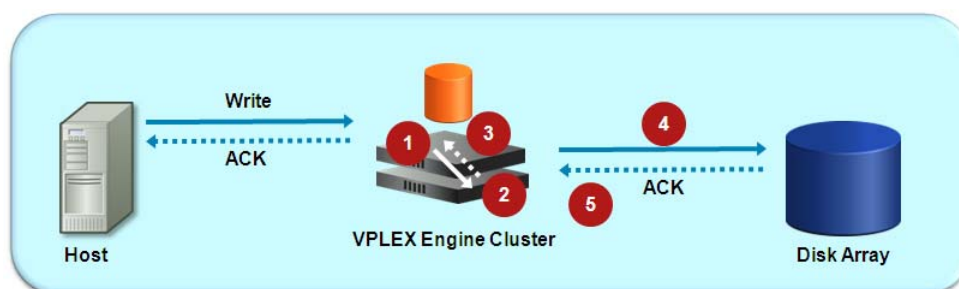 Write
ACK
1
3
2
4
ACK
5
Host
VPLEX Engine Cluster
Disk Array